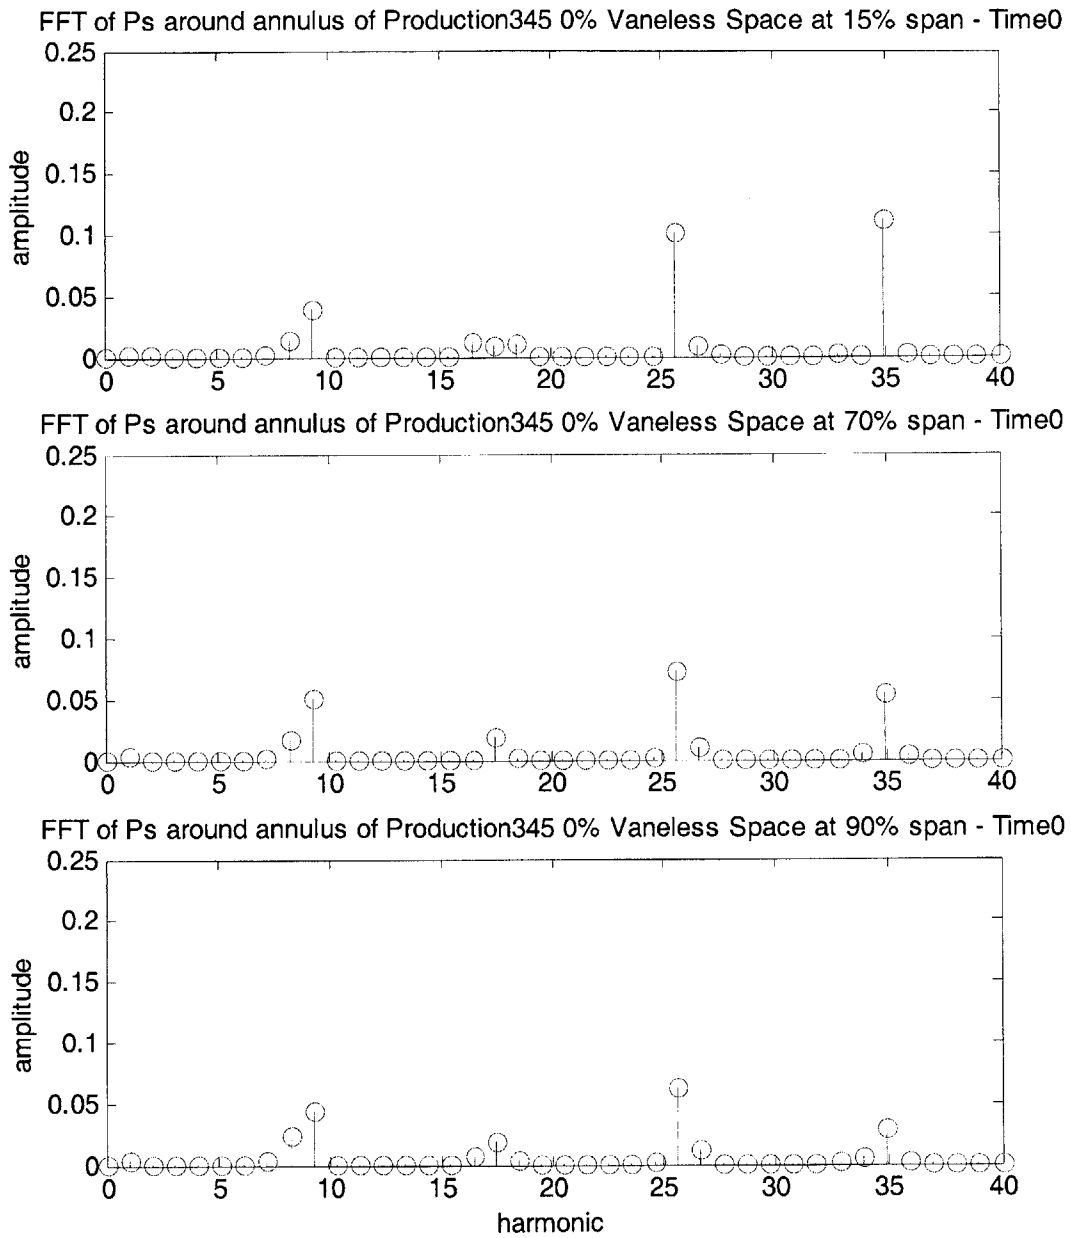 FFT of Ps around annulus of Production345 0% Vaneless Space at 15% span - Time0
0.25
0.2
0.15
0.1
0.05
0
amplitude
0 5 10 15 20 25 30 35 40
FFT of Ps around annulus of Production345 0% Vaneless Space at 70% span - Time0
0.25
0.2
0.15
0.1
0.05
0
amplitude
0 5 10 15 20 25 30 35 40
FFT of Ps around annulus of Production345 0% Vaneless Space at 90% span - Time0
0.25
0.2
0.15
0.1
0.05
0
amplitude
0 5 10 15 20 25 30 35 40
harmonic